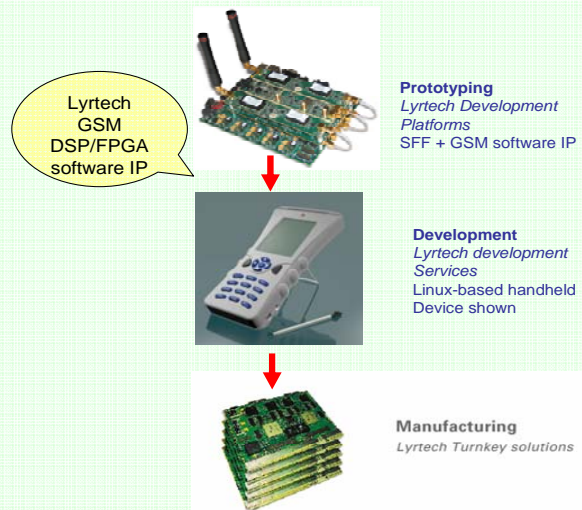 Lyrtech
GSM
DSP/FPGA
software IP
Prototyping
Lyrtech Development
Platforms
SFF + GSM software IP
Development
Lyrtech development
Services
Linux-based handheld
Device shown
Manufacturing
Lyrtech Turnkey solutions